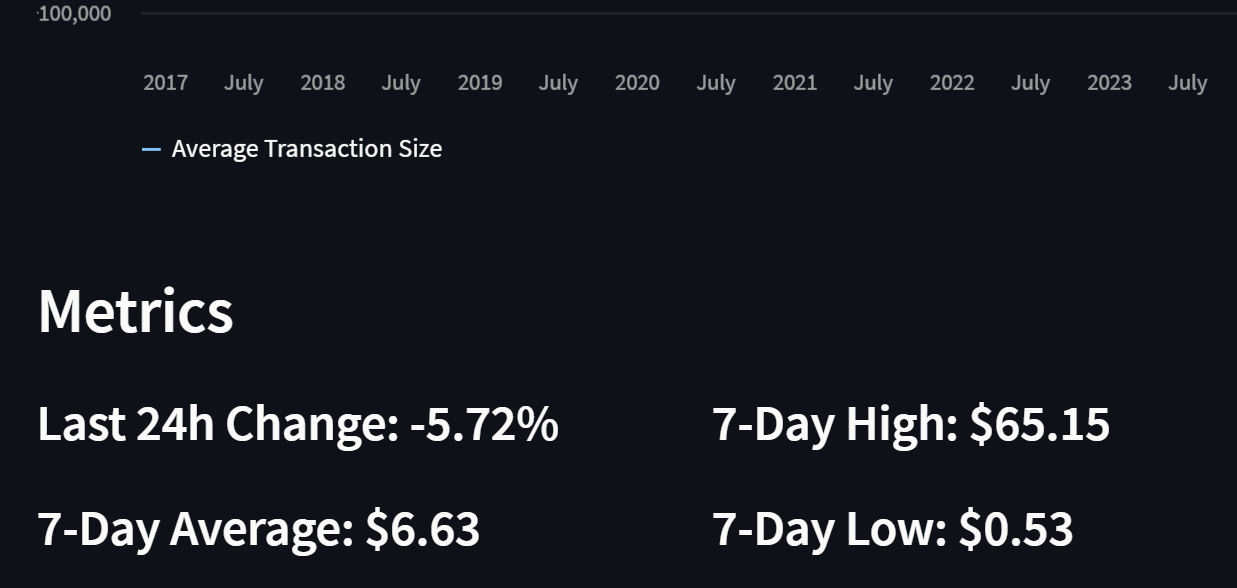 -100,000
2017 July 2018 July 2019 July 2020 July 2021 July 2022 July 2023 July
Average Transaction Size
Metrics
Last 24h Change: -5.72% 7-Day High: $65.15
7-Day Average: $6.63 7-Day Low: $0.53